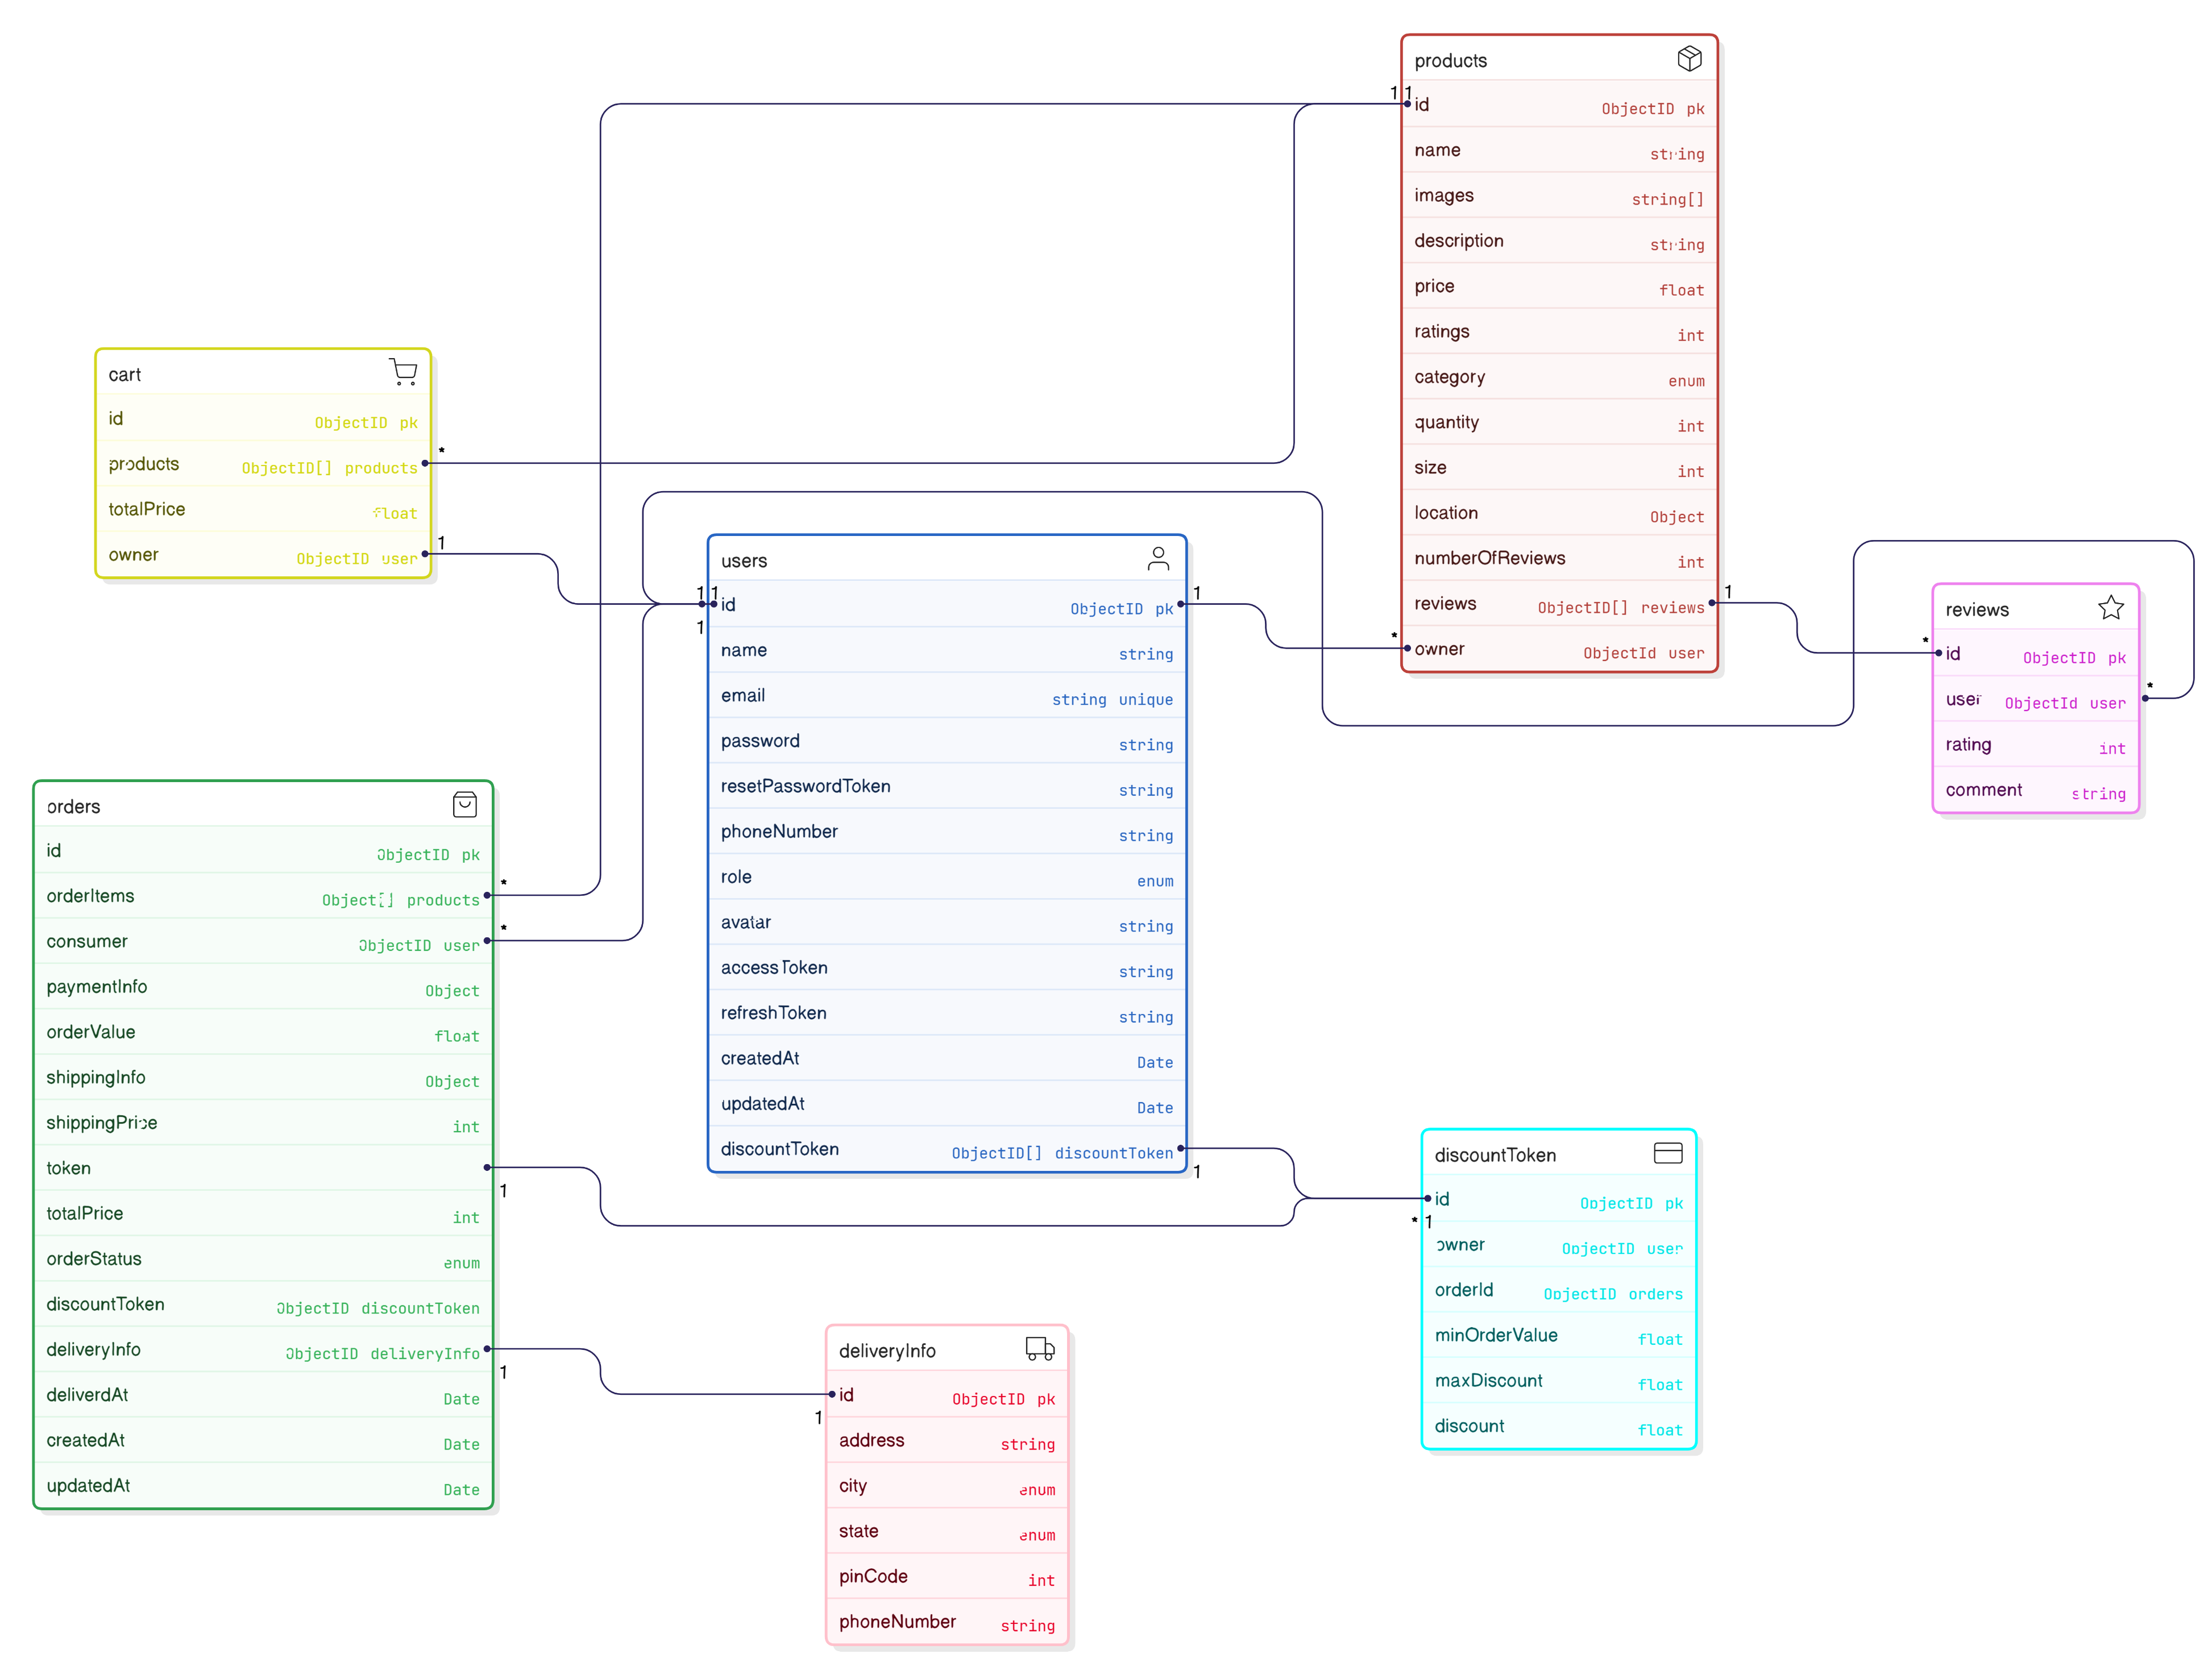 products
1 1
id ObjectID pk
name string
images string[]
description string
price float
ratings int
category enum
quantity int
size int
location Object
numberOfReviews int
reviews ObjectID[] reviews
1
owner ObjectId user
*
cart
id ObjectID pk
products ObjectID[] products
*
totalPrice float
owner ObjectID user
1
users
1 1
id ObjectID pk
1
1
name string
email string unique
password string
resetPasswordToken string
phoneNumber string
role enum
avatar string
accessToken string
refreshToken string
createdAt Date
updatedAt Date
discountToken ObjectID[] discountToken
1
reviews
*
id ObjectID pk
user ObjectId user
*
rating int
comment string
orders
id ObjectID pk
orderItems Object[] products
*
consumer ObjectID user
*
paymentInfo Object
orderValue float
shippingInfo Object
shippingPrice int
token
1
totalPrice int
orderStatus enum
discountToken ObjectID discountToken
deliveryInfo ObjectID deliveryInfo
1
deliverdAt Date
createdAt Date
updatedAt Date
discountToken
id ObjectID pk
* 1
owner ObjectID user
orderId ObjectID orders
minOrderValue float
maxDiscount float
discount float
deliveryInfo
id ObjectID pk
1
address string
city enum
state enum
pinCode int
phoneNumber string